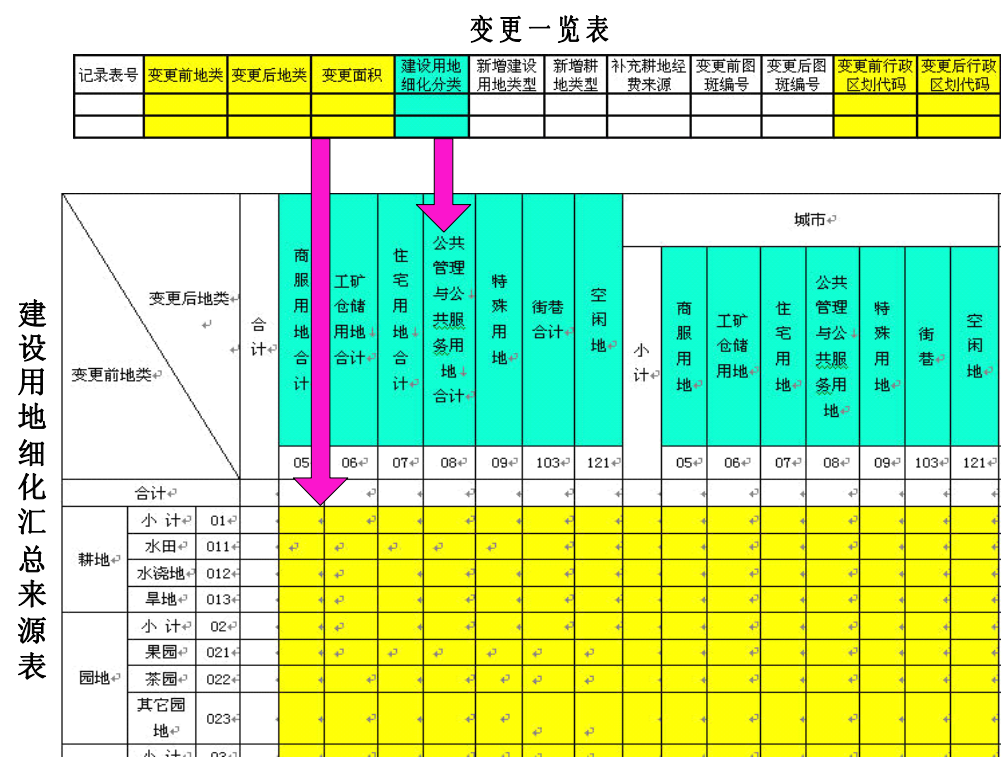 变更一览表
记录表号 变更前地类 变更后地类 变更面积 建设用地细化分类 新增建设用地类型 新增耕地类型 补充耕地经费来源 变更前图斑编号 变更后图斑编号 变更前行政区划代码 变更后行政区划代码
建设用地细化汇总来源表
变更后地类
变更前地类
合计
商服用地合计
工矿仓储用地合计
住宅用地合计
公共管理与公共服务用地合计
特殊用地
街巷合计
空闲地
城市
小计
商服用地
工矿仓储用地
住宅用地
公共管理与公共服务用地
特殊用地
街巷
空闲地
05 06 07 08 09 103 121 05 06 07 08 09 103 121
合计
耕地
小计 01
水田 011
水浇地 012
旱地 013
园地
小计 02
果园 021
茶园 022
其它园地 023
小计 03